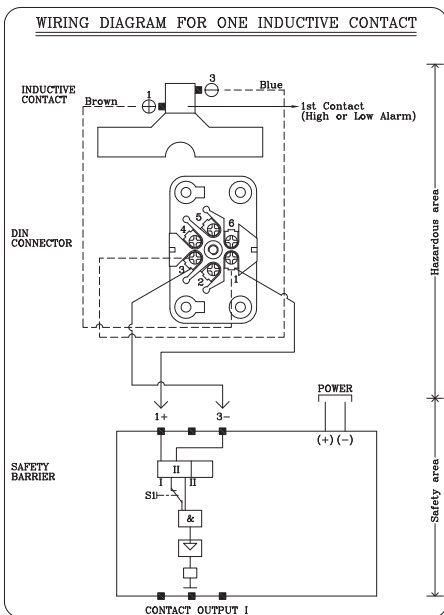 WIRING DIAGRAM FOR ONE INDUCTIVE CONTACT
INDUCTIVE
CONTACT
Brown
1
3
Blue
1st Contact
(High or Low Alarm)
Hazardous area
DIN
CONNECTOR
5
6
4
3
2
1
1+
3-
POWER
(+) (-)
SAFETY
BARRIER
II
I
II
S1
&
Safety area
CONTACT OUTPUT I